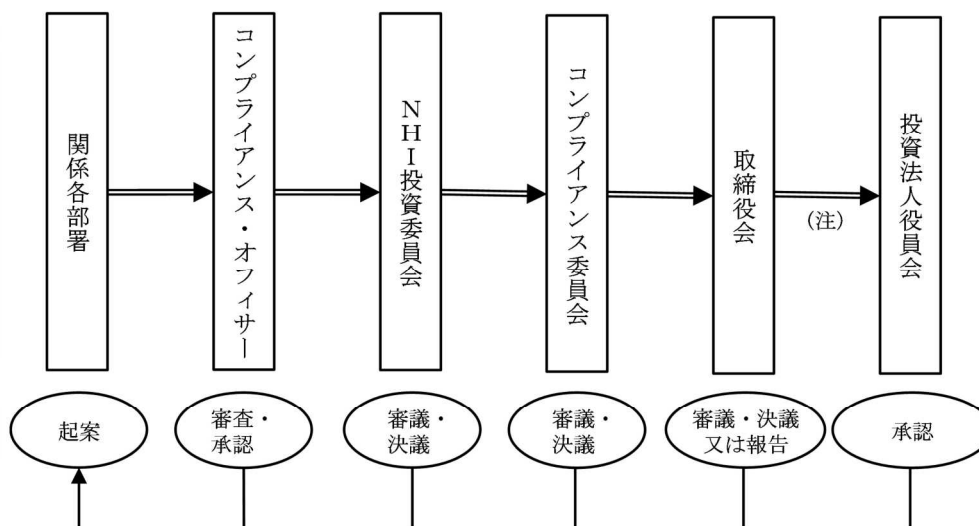 関係各部署
コンプライアンス・オフィサー
NHI投資委員会
コンプライアンス委員会
取締役会
(注)
投資法人役員会
起案
審査・
承認
審議・
決議
審議・
決議
審議・決議
又は報告
承認